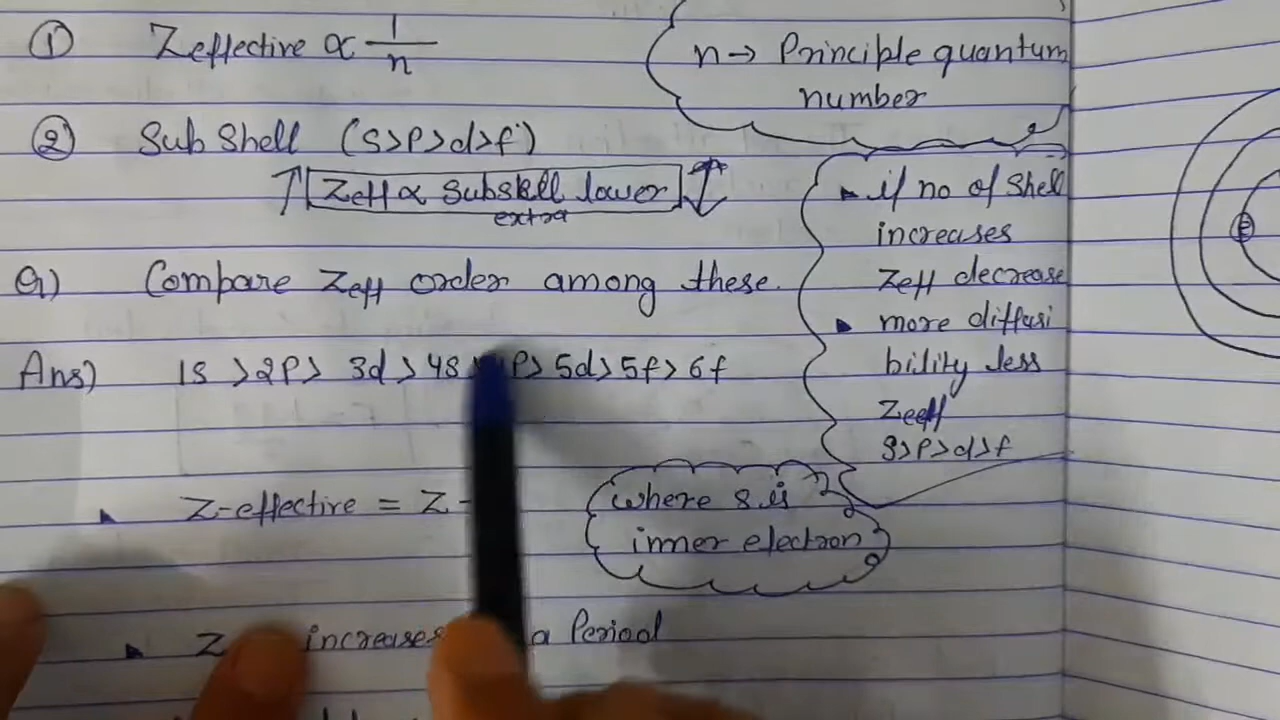 ① Zeffective ∝ 1/n
n→ Principle quantum
number
② Sub Shell (s>p>d>f)
↑ Zeff ∝ Subshell lower ↕
extra
Q) Compare Zeff order among these.
Ans) 1s >2p> 3d > 4s p> 5d> 5f> 6f
if no of Shell
increases
Zeff decrease
more diffusi
bility less
Zeff
s>p>d>f
Z-effective = Z -
where s is
inner electron
Z increases a Period